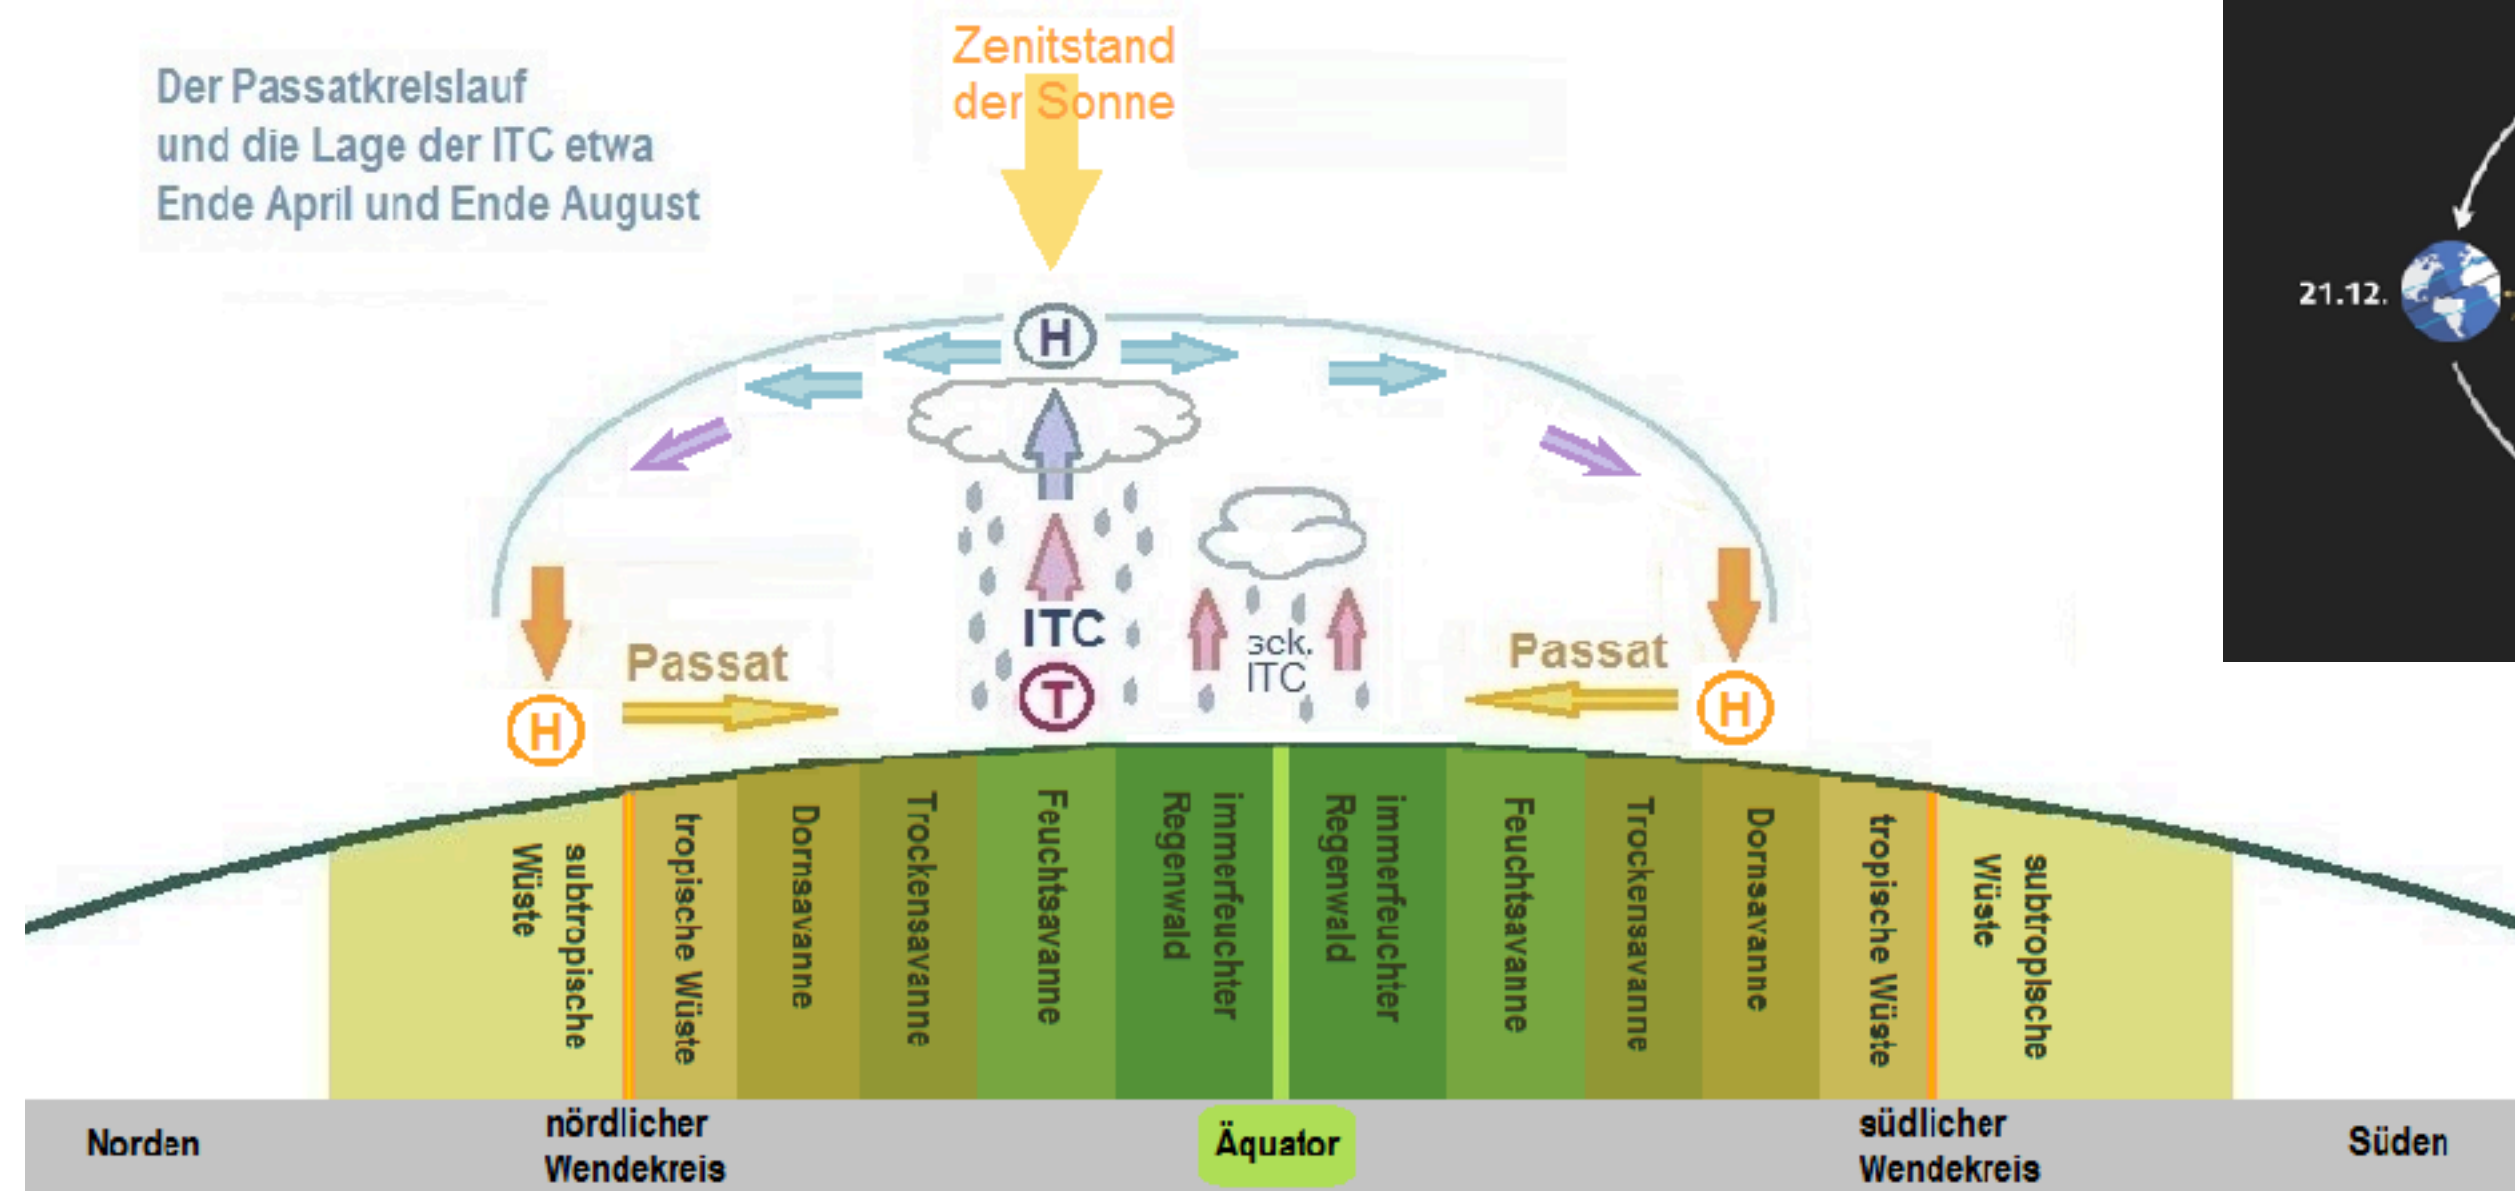 Der Passatkreislauf
und die Lage der ITC etwa
Ende April und Ende August
Zenitstand
der Sonne
21.12.
H
ITC
T
sck.
ITC
Passat
H
Passat
H
subtropische
Wüste
tropische Wüste
Dornsavanne
Trockensavanne
Feuchtsavanne
immerfeuchter
Regenwald
immerfeuchter
Regenwald
Feuchtsavanne
Trockensavanne
Dornsavanne
tropische Wüste
subtropische
Wüste
Norden
nördlicher
Wendekreis
Äquator
südlicher
Wendekreis
Süden